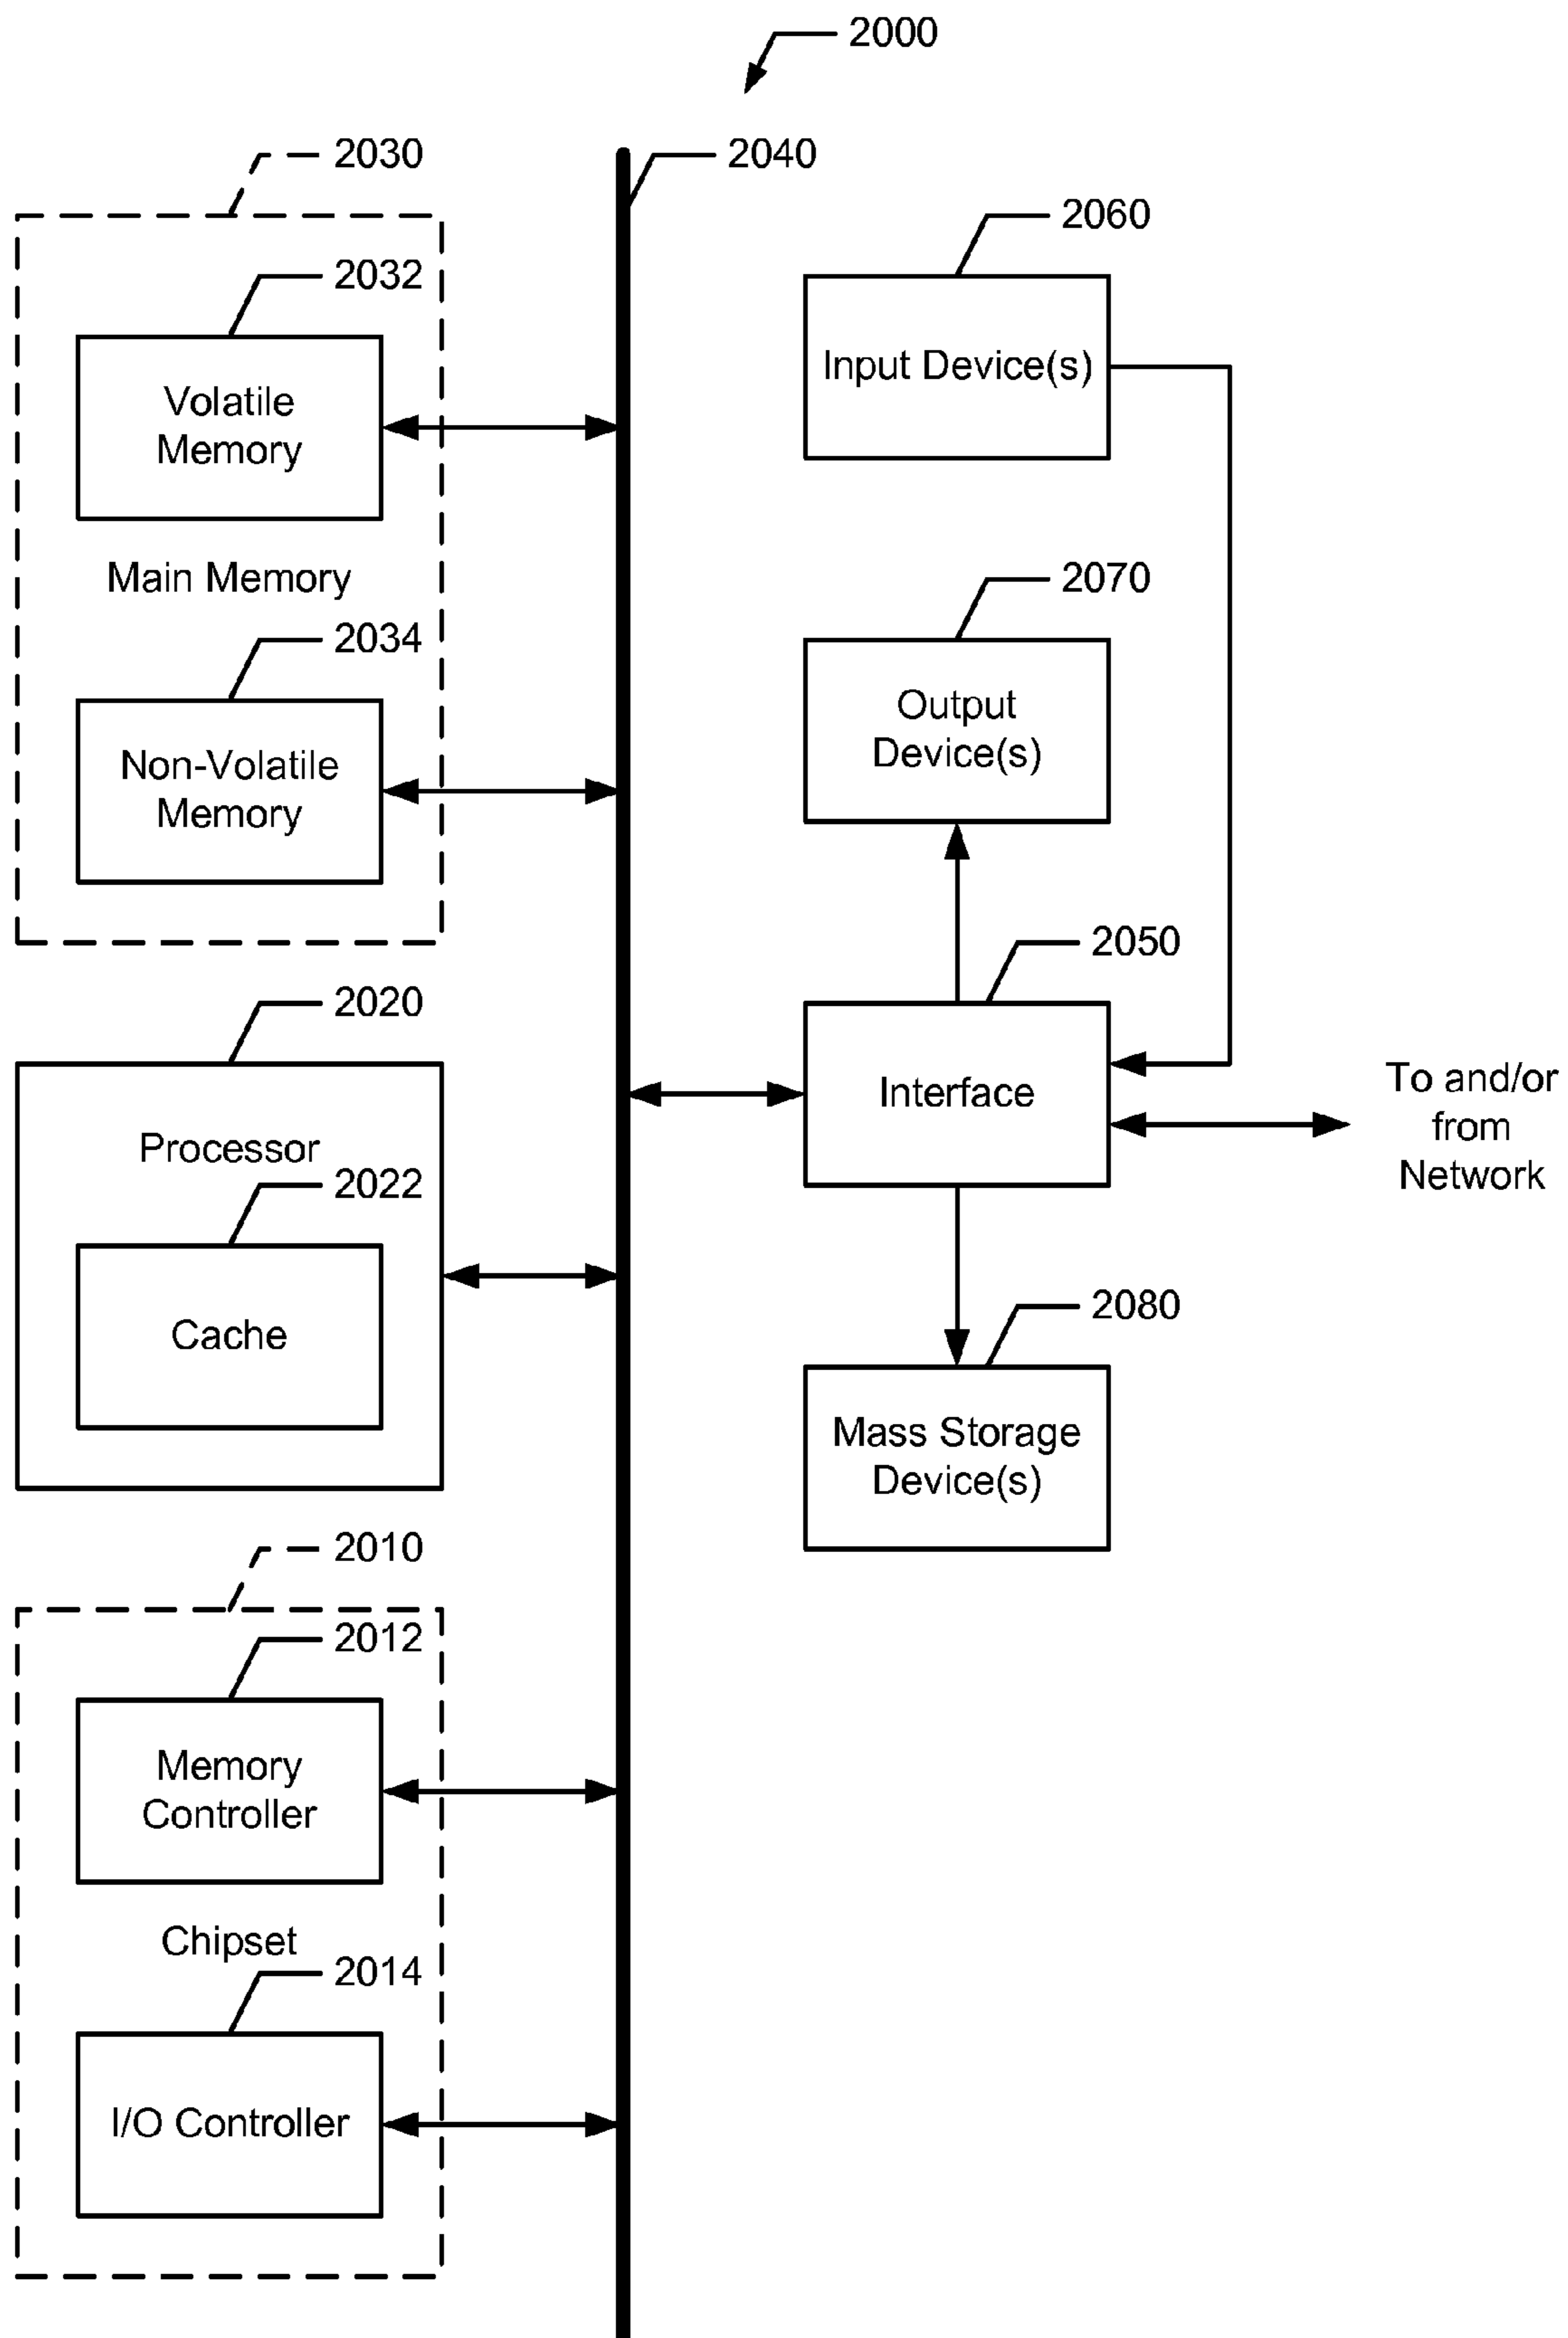 2000
2030
2040
2060
2032
Input Device(s)
Volatile
Memory
Main Memory
2070
2034
Output
Device(s)
Non-Volatile
Memory
2050
2020
Interface
To and/or
from
Network
Processor
2022
2080
Cache
Mass Storage
Device(s)
2010
2012
Memory
Controller
Chipset
2014
I/O Controller